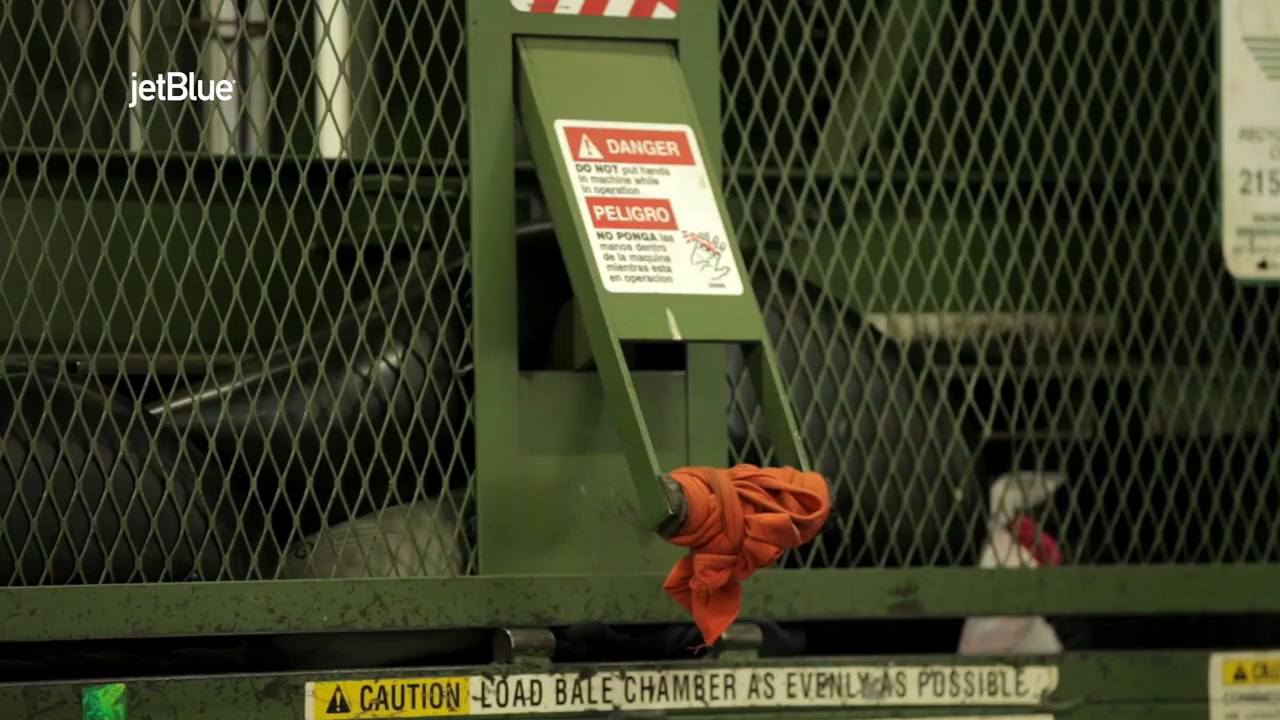 jetBlue
DANGER
DO NOT put hands
in machine while
in operation
PELIGRO
NO PONGA las
manos dentro
de la maquina
mientras esta
en operacion
215
CAUTION LOAD BALE CHAMBER AS EVENLY AS POSSIBLE